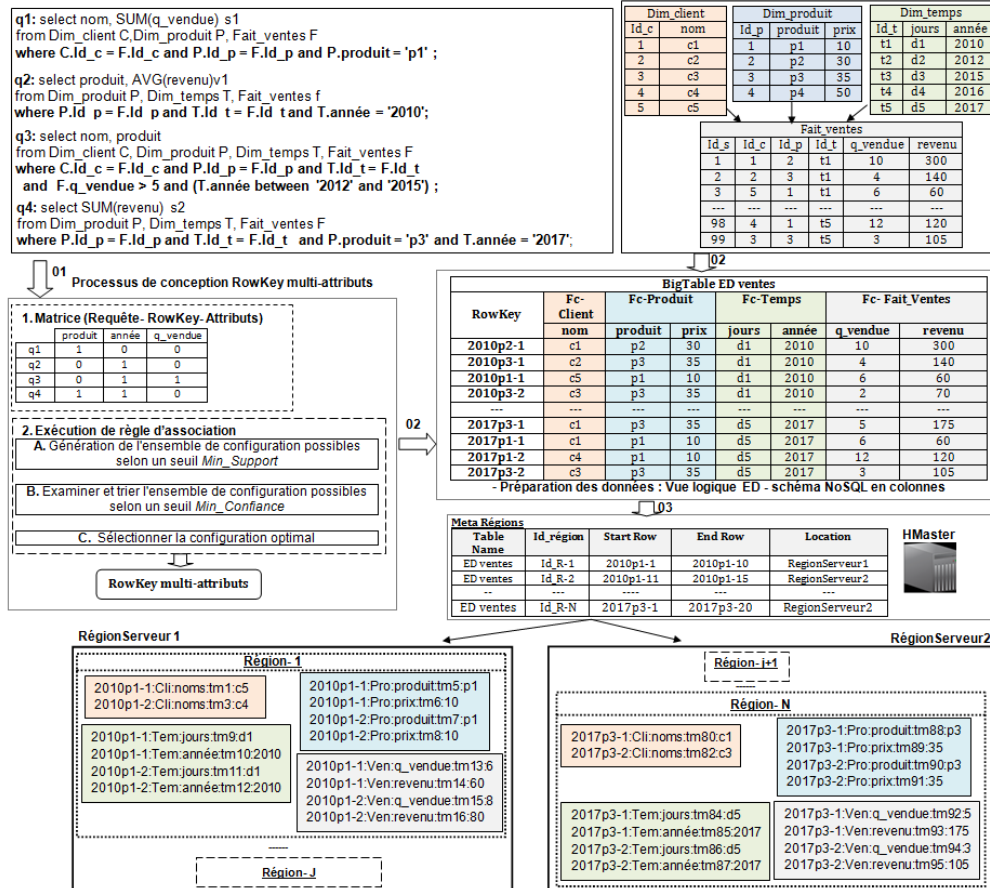 q1: select nom, SUM(q_vendue) s1
from Dim_client C,Dim_produit P, Fait_ventes F
where C.Id_c = F.Id_c and P.Id_p = F.Id_p and P.produit = 'p1' ;
q2: select produit, AVG(revenu)v1
from Dim_produit P, Dim_temps T, Fait_ventes f
where P.Id_p = F.Id_p and T.Id_t = F.Id_t and T.année = '2010';
q3: select nom, produit
from Dim_client C, Dim_produit P, Dim_temps T, Fait_ventes F
where C.Id_c = F.Id_c and P.Id_p = F.Id_p and T.Id_t = F.Id_t
and F.q_vendue > 5 and (T.année between '2012' and '2015') ;
q4: select SUM(revenu) s2
from Dim_produit P, Dim_temps T, Fait_ventes F
where P.Id_p = F.Id_p and T.Id_t = F.Id_t and P.produit = 'p3' and T.année = '2017';
Dim_client
Id_c nom
1 c1
2 c2
3 c3
4 c4
5 c5
Dim_produit
Id_p produit prix
1 p1 10
2 p2 30
3 p3 35
4 p4 50
Dim_temps
Id_t jours année
t1 d1 2010
t2 d2 2012
t3 d3 2015
t4 d4 2016
t5 d5 2017
Fait_ventes
Id_s Id_c Id_p Id_t q_vendue revenu
1 1 2 t1 10 300
2 2 3 t1 4 140
3 5 1 t1 6 60
--- --- --- --- --- ---
98 4 1 t5 12 120
99 3 3 t5 3 105
01
Processus de conception RowKey multi-attributs
02
1. Matrice (Requête- RowKey- Attributs)
produit année q_vendue
q1 1 0 0
q2 0 1 0
q3 0 1 1
q4 1 1 0
2. Exécution de règle d'association
A. Génération de l'ensemble de configuration possibles
selon un seuil Min_Support
B. Examiner et trier l'ensemble de configuration possibles
selon un seuil Min_Confiance
C. Sélectionner la configuration optimal
RowKey multi-attributs
02
BigTable ED ventes
RowKey Fc-Client Fc-Produit Fc-Temps Fc- Fait_Ventes
nom produit prix jours année q_vendue revenu
2010p2-1 c1 p2 30 d1 2010 10 300
2010p3-1 c2 p3 35 d1 2010 4 140
2010p1-1 c5 p1 10 d1 2010 6 60
2010p3-2 c3 p3 35 d1 2010 2 70
--- --- --- --- --- --- --- ---
2017p3-1 c1 p3 35 d5 2017 5 175
2017p1-1 c1 p1 10 d5 2017 6 60
2017p1-2 c4 p1 10 d5 2017 12 120
2017p3-2 c3 p3 35 d5 2017 3 105
- Préparation des données : Vue logique ED - schéma NoSQL en colonnes
03
Meta Régions
Table Name Id_région Start Row End Row Location
ED ventes Id_R-1 2010p1-1 2010p1-10 RegionServeur1
ED ventes Id_R-2 2010p1-11 2010p1-15 RegionServeur2
-- --- ---- --- ---
ED ventes Id_R-N 2017p3-1 2017p3-20 RegionServeur2
HMaster
RégionServeur 1
Région- 1
2010p1-1:Cli:noms:tm1:c5
2010p1-2:Cli:noms:tm3:c4
2010p1-1:Pro:produit:tm5:p1
2010p1-1:Pro:prix:tm6:10
2010p1-2:Pro:produit:tm7:p1
2010p1-2:Pro:prix:tm8:10
2010p1-1:Tem:jours:tm9:d1
2010p1-1:Tem:année:tm10:2010
2010p1-2:Tem:jours:tm11:d1
2010p1-2:Tem:année:tm12:2010
2010p1-1:Ven:q_vendue:tm13:6
2010p1-1:Ven:revenu:tm14:60
2010p1-2:Ven:q_vendue:tm15:8
2010p1-2:Ven:revenu:tm16:80
------
Région- J
RégionServeur2
Région- j+1
------
Région- N
2017p3-1:Cli:noms:tm80:c1
2017p3-2:Cli:noms:tm82:c3
2017p3-1:Pro:produit:tm88:p3
2017p3-1:Pro:prix:tm89:35
2017p3-2:Pro:produit:tm90:p3
2017p3-2:Pro:prix:tm91:35
2017p3-1:Tem:jours:tm84:d5
2017p3-1:Tem:année:tm85:2017
2017p3-2:Tem:jours:tm86:d5
2017p3-2:Tem:année:tm87:2017
2017p3-1:Ven:q_vendue:tm92:5
2017p3-1:Ven:revenu:tm93:175
2017p3-2:Ven:q_vendue:tm94:3
2017p3-2:Ven:revenu:tm95:105